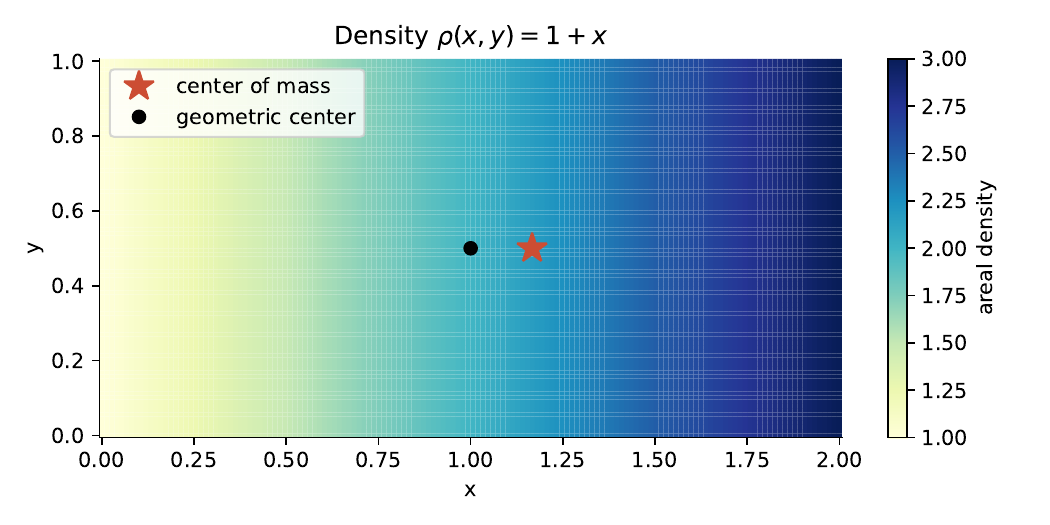 Density ρ(x, y) = 1 + x
center of mass
geometric center
1.0
0.8
0.6
0.4
0.2
0.0
y
0.00 0.25 0.50 0.75 1.00 1.25 1.50 1.75 2.00
x
3.00
2.75
2.50
2.25
2.00
1.75
1.50
1.25
1.00
areal density